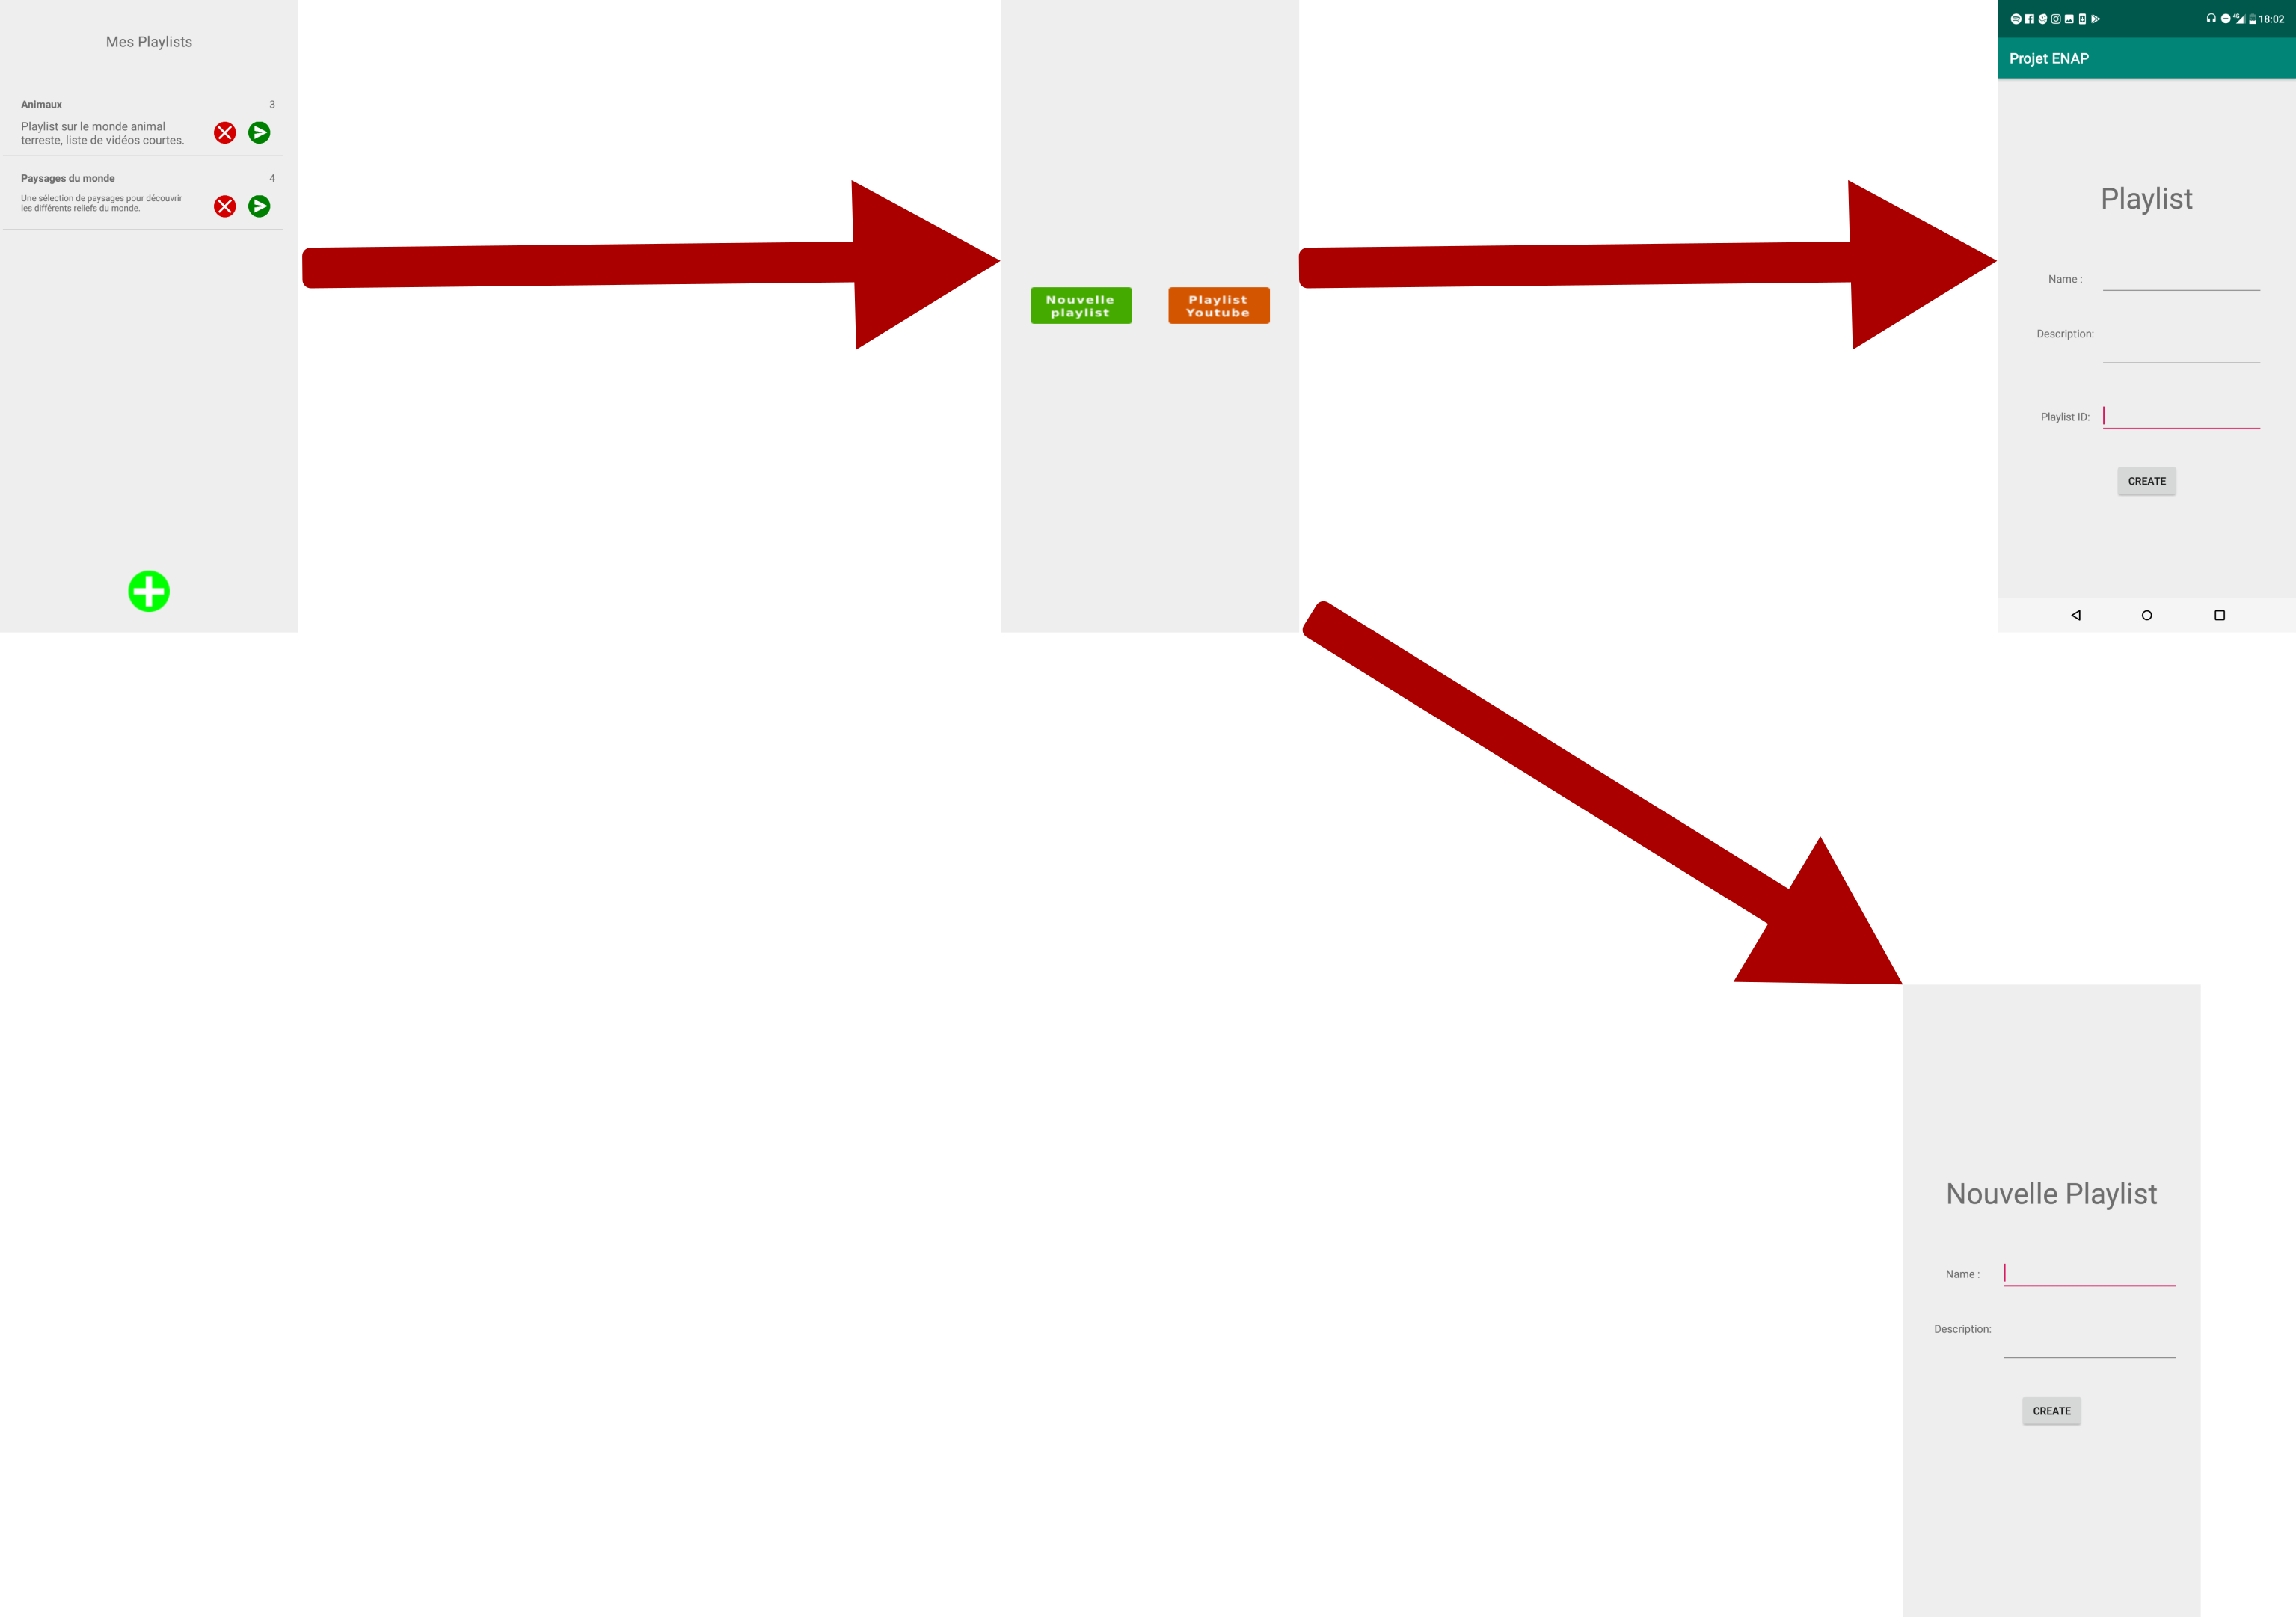 Mes Playlists
Animaux 3
Playlist sur le monde animal
terreste, liste de vidéos courtes.
Paysages du monde 4
Une sélection de paysages pour découvrir
les différents reliefs du monde.
Nouvelle
playlist
Playlist
Youtube
4G 18:02
Projet ENAP
Playlist
Name :
Description:
Playlist ID:
CREATE
Nouvelle Playlist
Name :
Description:
CREATE